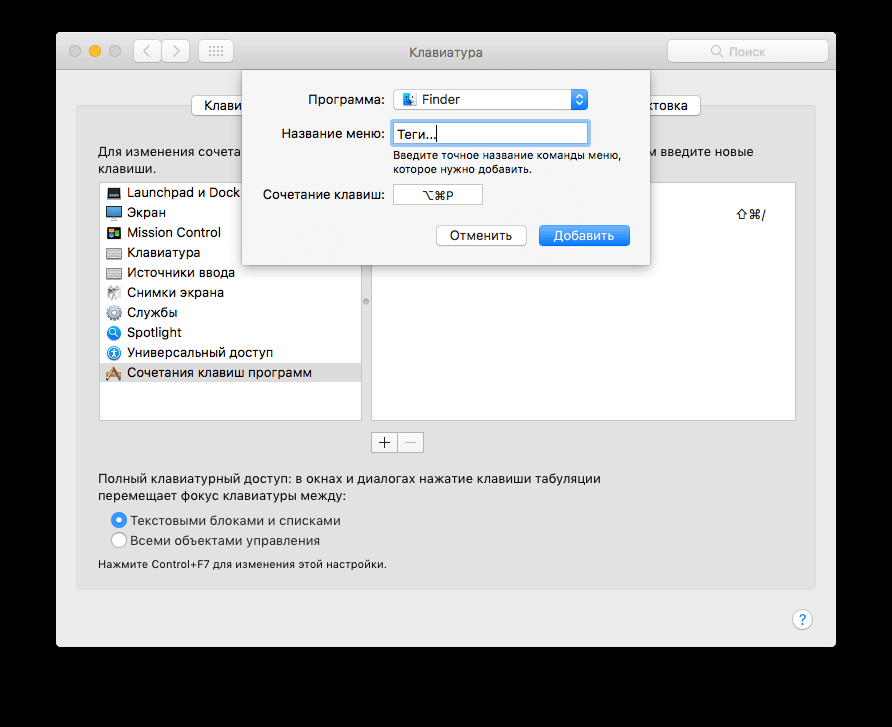 Клавиатура
Поиск
Программа:
Finder
Название меню:
Теги...
Введите точное название команды меню,
которое нужно добавить.
Сочетание клавиш:
⌥⌘P
Отменить
Добавить
Для изменения
введите новые
клавиши.
Launchpad и Dock
Экран
Mission Control
Клавиатура
Источники ввода
Снимки экрана
Службы
Spotlight
Универсальный доступ
Сочетания клавиш программ
⇧⌘/
+
−
Полный клавиатурный доступ: в окнах и диалогах нажатие клавиши табуляции
перемещает фокус клавиатуры между:
Текстовыми блоками и списками
Всеми объектами управления
Нажмите Control+F7 для изменения этой настройки.
?